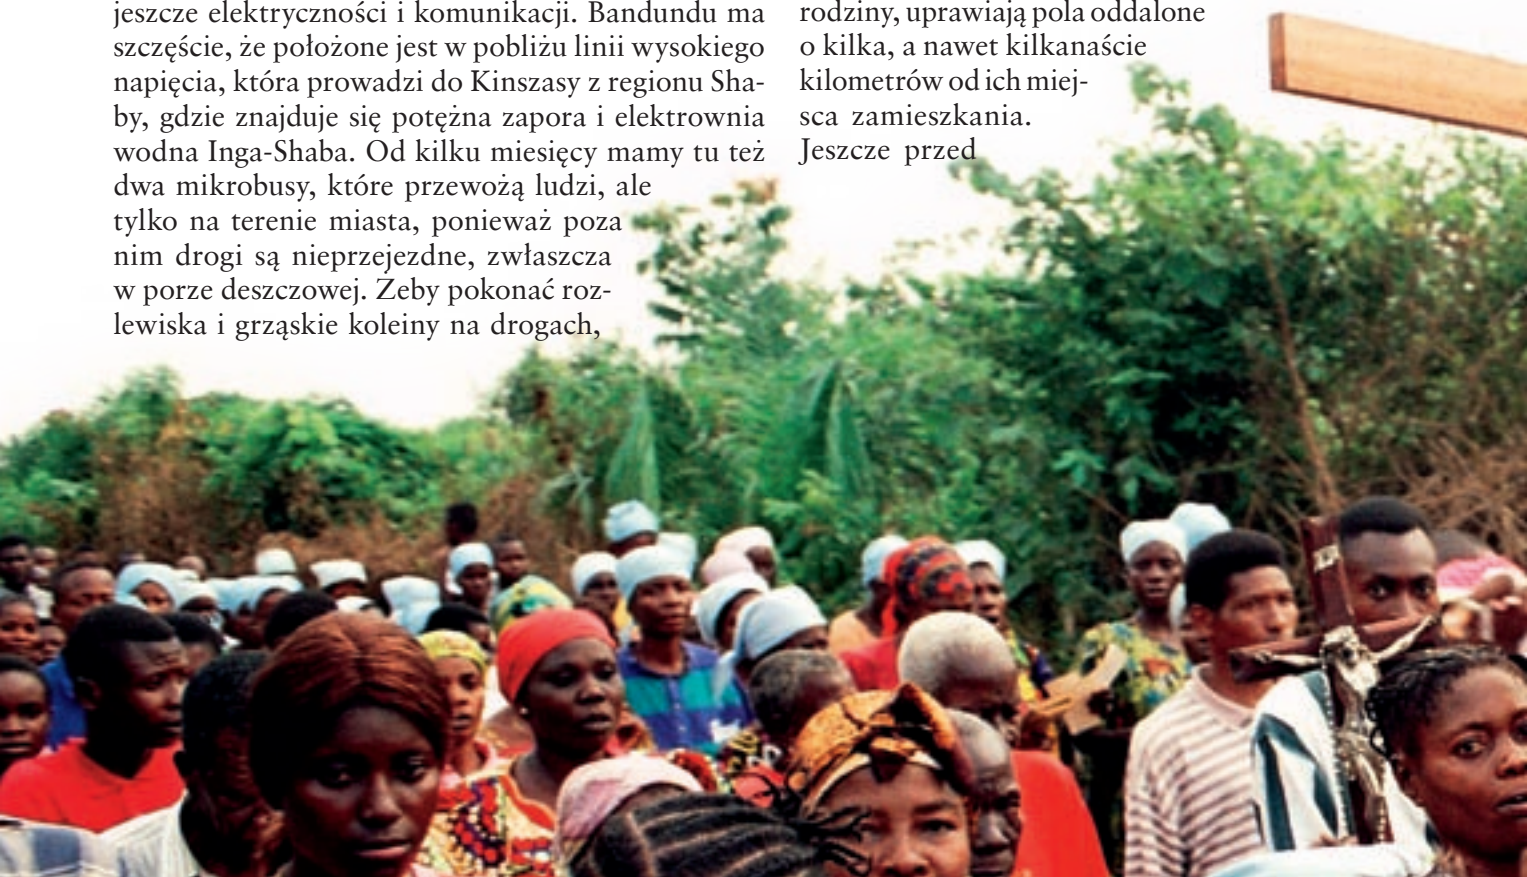 jeszcze elektryczności i komunikacji. Bandundu ma
szczęście, że położone jest w pobliżu linii wysokiego
napięcia, która prowadzi do Kinszasy z regionu Sha-
by, gdzie znajduje się potężna zapora i elektrownia
wodna Inga-Shaba. Od kilku miesięcy mamy tu też
dwa mikrobusy, które przewożą ludzi, ale
tylko na terenie miasta, ponieważ poza
nim drogi są nieprzejezdne, zwłaszcza
w porze deszczowej. Żeby pokonać roz-
lewiska i grząskie koleiny na drogach,
rodziny, uprawiają pola oddalone
o kilka, a nawet kilkanaście
kilometrów od ich miej-
sca zamieszkania.
Jeszcze przed